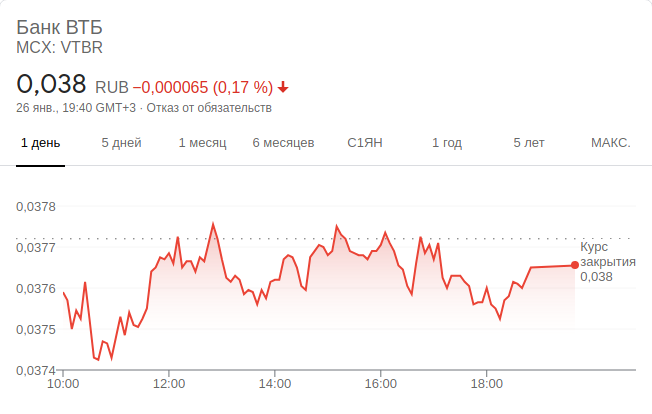 Банк ВТБ
MCX: VTBR
0,038 RUB −0,000065 (0,17 %)
26 янв., 19:40 GMT+3 · Отказ от обязательств
1 день 5 дней 1 месяц 6 месяцев С1ЯН 1 год 5 лет МАКС.
0,0378
0,0377
0,0376
0,0375
0,0374
Курс
закрытия
0,038
10:00 12:00 14:00 16:00 18:00